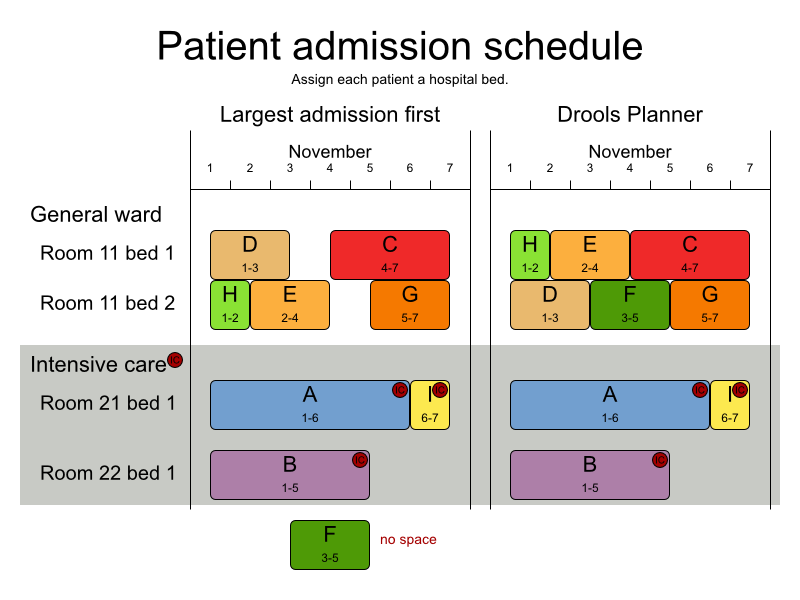 Patient admission schedule
Assign each patient a hospital bed.
Largest admission first
Drools Planner
November
November
1 2 3 4 5 6 7
1 2 3 4 5 6 7
General ward
Room 11 bed 1
D
1-3
C
4-7
H
1-2
E
2-4
C
4-7
Room 11 bed 2
H
1-2
E
2-4
G
5-7
D
1-3
F
3-5
G
5-7
Intensive care IC
Room 21 bed 1
A IC
1-6
I IC
6-7
A IC
1-6
I IC
6-7
Room 22 bed 1
B IC
1-5
B IC
1-5
F
3-5
no space